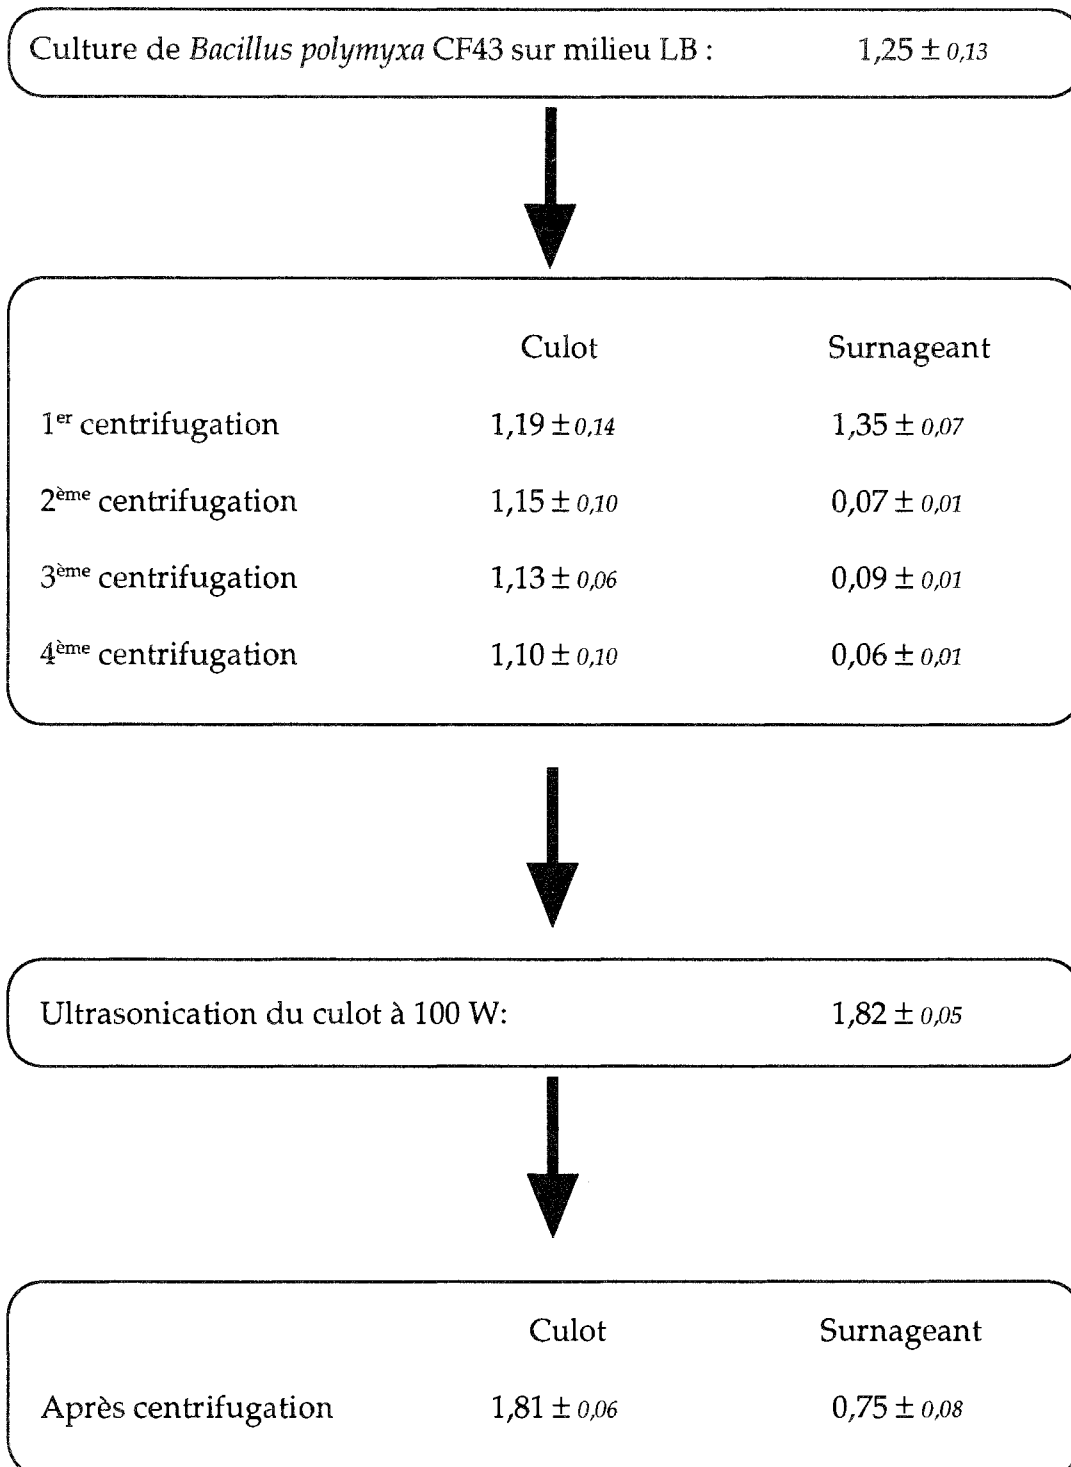 Culture de Bacillus polymyxa CF43 sur milieu LB : 1,25 ± 0,13
Culot Surnageant
1er centrifugation 1,19 ± 0,14 1,35 ± 0,07
2ème centrifugation 1,15 ± 0,10 0,07 ± 0,01
3ème centrifugation 1,13 ± 0,06 0,09 ± 0,01
4ème centrifugation 1,10 ± 0,10 0,06 ± 0,01
Ultrasonication du culot à 100 W: 1,82 ± 0,05
Culot Surnageant
Après centrifugation 1,81 ± 0,06 0,75 ± 0,08